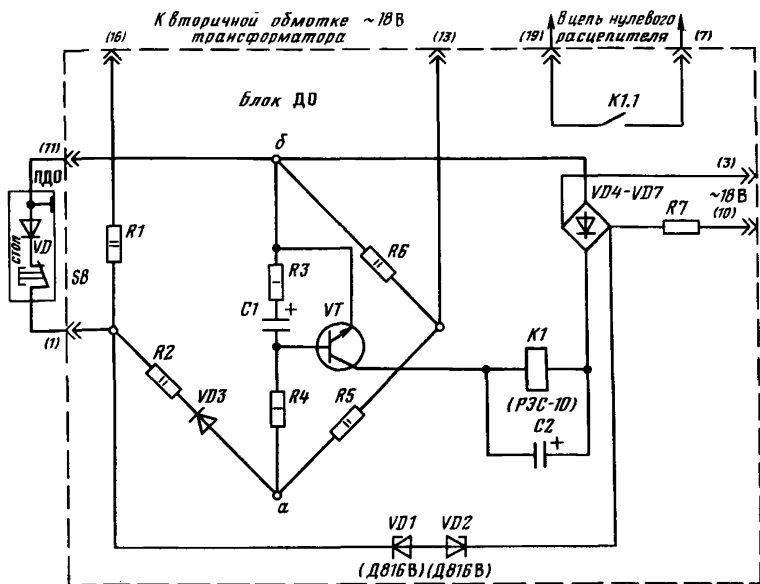 К вторичной обмотке ~18В
трансформатора
В цепь нулевого
расцепителя
(16)
(13)
(19)
(7)
К1.1
Блок ДО
(11)
б
(3)
ПДО
VD4-VD7
~18В
(10)
VD
стоп
SB
R1
R3
R6
R7
C1
+
VT
(1)
К1
R2
VD3
R4
R5
(РЭС-10)
C2
+
а
VD1
VD2
(Д816В)
(Д816В)